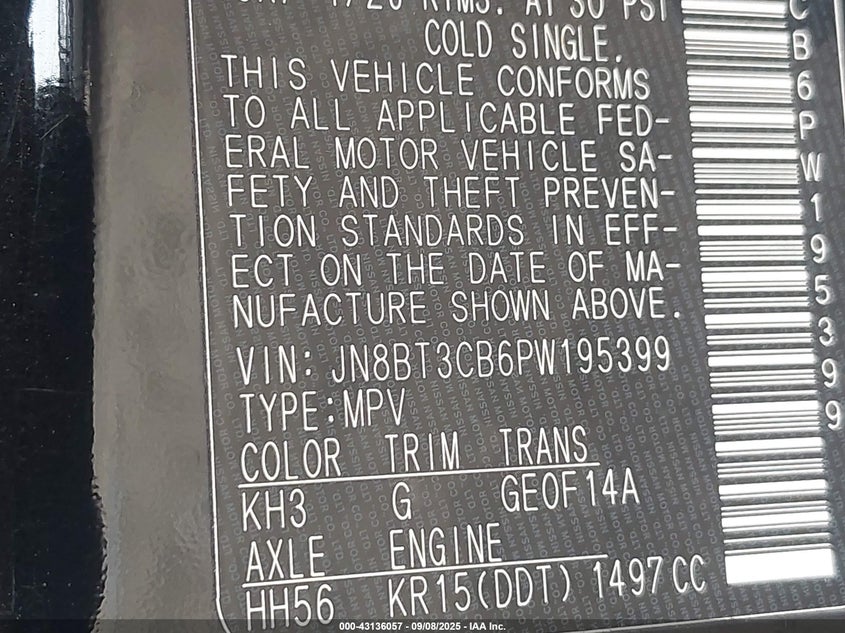 COLD SINGLE.
THIS VEHICLE CONFORMS
TO ALL APPLICABLE FED-
ERAL MOTOR VEHICLE SA-
FETY AND THEFT PREVEN-
TION STANDARDS IN EFF-
ECT ON THE DATE OF MA-
NUFACTURE SHOWN ABOVE.
VIN: JN8BT3CB6PW195399
TYPE:MPV
COLOR TRIM TRANS
KH3 G GE0F14A
AXLE ENGINE
HH56 KR15(DDT) 1497CC
CB6PW195399
000-43136057 - 09/08/2025 - IAA Inc.